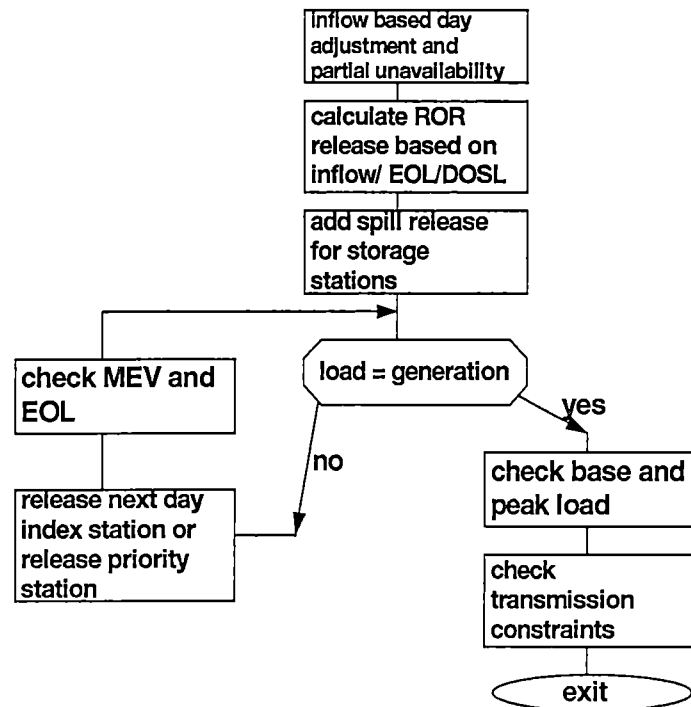 inflow based day
adjustment and
partial unavailability
calculate ROR
release based on
inflow/ EOL/DOSL
add spill release
for storage
stations
load = generation
yes
no
check MEV and
EOL
release next day
index station or
release priority
station
check base and
peak load
check
transmission
constraints
exit